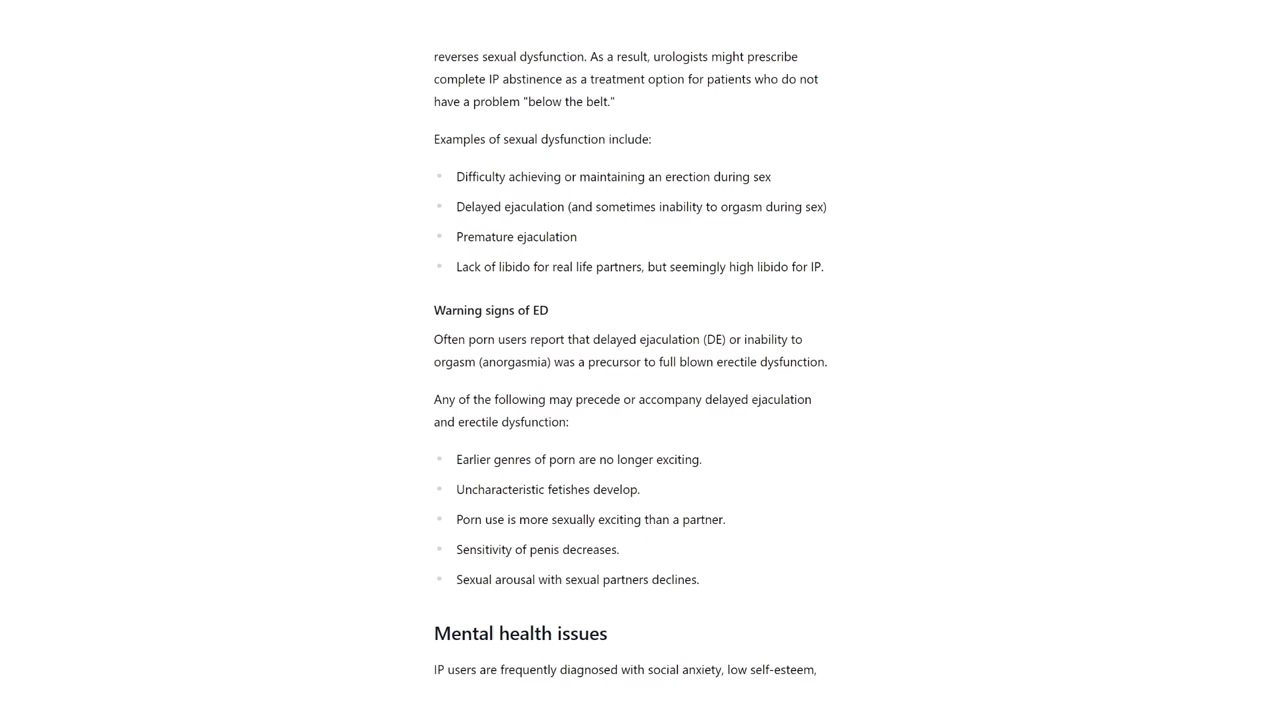 reverses sexual dysfunction. As a result, urologists might prescribe
complete IP abstinence as a treatment option for patients who do not
have a problem "below the belt."
Examples of sexual dysfunction include:
Difficulty achieving or maintaining an erection during sex
Delayed ejaculation (and sometimes inability to orgasm during sex)
Premature ejaculation
Lack of libido for real life partners, but seemingly high libido for IP.
Warning signs of ED
Often porn users report that delayed ejaculation (DE) or inability to
orgasm (anorgasmia) was a precursor to full blown erectile dysfunction.
Any of the following may precede or accompany delayed ejaculation
and erectile dysfunction:
Earlier genres of porn are no longer exciting.
Uncharacteristic fetishes develop.
Porn use is more sexually exciting than a partner.
Sensitivity of penis decreases.
Sexual arousal with sexual partners declines.
Mental health issues
IP users are frequently diagnosed with social anxiety, low self-esteem,